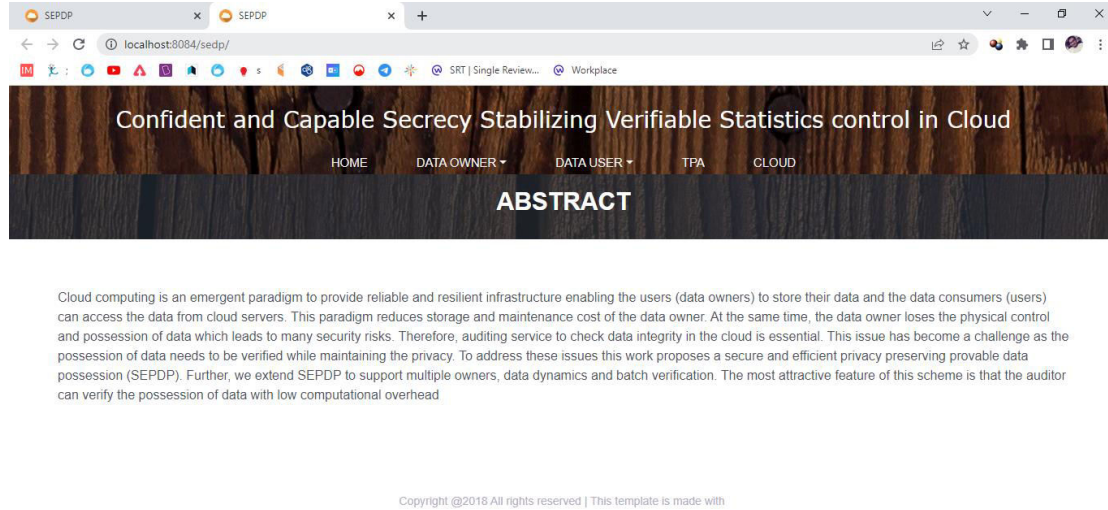 SEPDP
SEPDP
localhost:8084/sedp/
IM : s SRT | Single Review... Workplace
Confident and Capable Secrecy Stabilizing Verifiable Statistics control in Cloud
HOME DATA OWNER DATA USER TPA CLOUD
ABSTRACT
Cloud computing is an emergent paradigm to provide reliable and resilient infrastructure enabling the users (data owners) to store their data and the data consumers (users)
can access the data from cloud servers. This paradigm reduces storage and maintenance cost of the data owner. At the same time, the data owner loses the physical control
and possession of data which leads to many security risks. Therefore, auditing service to check data integrity in the cloud is essential. This issue has become a challenge as the
possession of data needs to be verified while maintaining the privacy. To address these issues this work proposes a secure and efficient privacy preserving provable data
possession (SEPDP). Further, we extend SEPDP to support multiple owners, data dynamics and batch verification. The most attractive feature of this scheme is that the auditor
can verify the possession of data with low computational overhead
Copyright @2018 All rights reserved | This template is made with